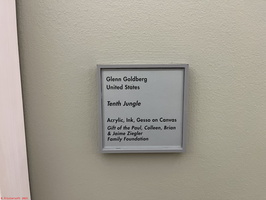 Glenn Goldberg
United States
Tenth Jungle
Acrylic, Ink, Gesso on Canvas
Gift of the Paul, Colleen, Brian
& Jaime Ziegler
Family Foundation